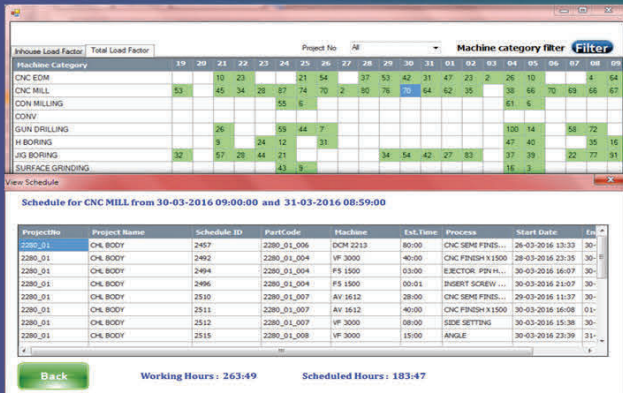 Inhouse Load Factor Total Load Factor Project No All Machine category filter Filter
Machine Category 19 20 21 22 23 24 25 26 27 28 29 30 31 01 02 03 04 05 06 07 08 09
CNC EDM 10 23 21 54 37 53 42 31 47 23 2 26 10 4 64
CNC MILL 53 45 34 28 87 74 70 2 80 76 70 64 62 35 38 66 70 69 66 67
CON MILLING 55 6 61 6
CONV
GUN DRILLING 26 59 44 7 100 14 58 72
H BORING 9 24 12 31 47 40 35 16
JIG BORING 32 57 28 44 21 34 54 42 27 83 37 39 22 77 91
SURFACE GRINDING 43 9 16 3
View Schedule
Schedule for CNC MILL from 30-03-2016 09:00:00 and 31-03-2016 08:59:00
ProjectNo Project Name Schedule ID PartCode Machine Est.Time Process Start Date En
2280_01 CHL BODY 2457 2280_01_006 DCM 2213 80:00 CNC SEMI FINIS... 26-03-2016 13:33 30-
2280_01 CHL BODY 2492 2280_01_004 VF 3000 40:00 CNC FINISH X1500 28-03-2016 23:35 30-
2280_01 CHL BODY 2494 2280_01_004 FS 1500 03:00 EJECTOR PIN H... 30-03-2016 16:07 30-
2280_01 CHL BODY 2496 2280_01_004 FS 1500 00:01 INSERT SCREW ... 30-03-2016 21:07 30-
2280_01 CHL BODY 2510 2280_01_007 AV 1612 28:00 CNC SEMI FINIS... 29-03-2016 11:37 30-
2280_01 CHL BODY 2511 2280_01_007 AV 1612 40:00 CNC FINISH X1500 30-03-2016 16:08 01-
2280_01 CHL BODY 2512 2280_01_007 VF 3000 08:00 SIDE SETTING 30-03-2016 15:38 30-
2280_01 CHL BODY 2515 2280_01_008 VF 3000 15:00 ANGLE 30-03-2016 23:39 31-
Back Working Hours : 263:49 Scheduled Hours : 183:47